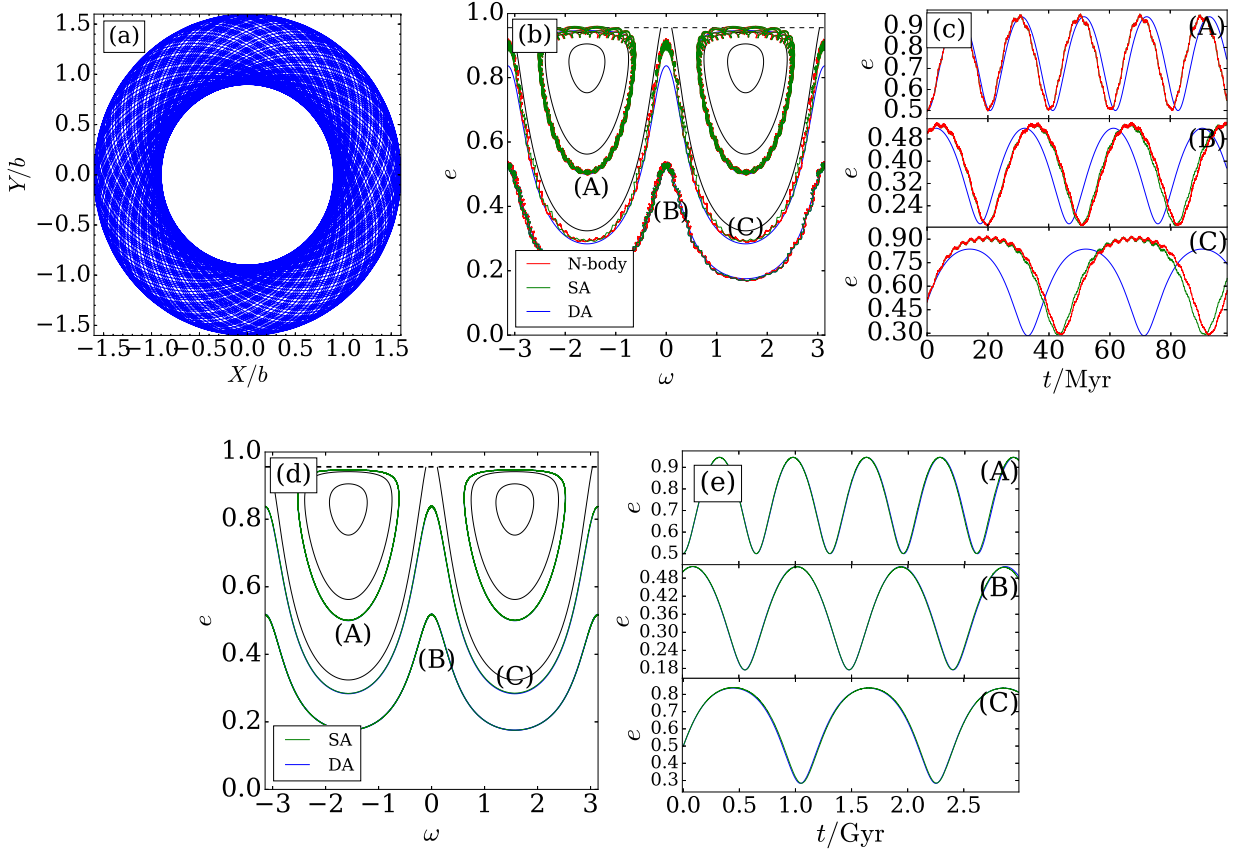 (a)
1.5
1.0
0.5
0.0
−0.5
−1.0
−1.5
Y/b
−1.5−1.0−0.5 0.0 0.5 1.0 1.5
X/b
(b)
1.0
0.8
0.6
0.4
0.2
0.0
e
(A)
(B)
(C)
N-body
SA
DA
−3 −2 −1 0 1 2 3
ω
(c)
0.9
0.8
0.7
0.6
0.5
e
(A)
0.48
0.40
0.32
0.24
e
(B)
0.90
0.75
0.60
0.45
0.30
e
(C)
0 20 40 60 80
t/Myr
(d)
1.0
0.8
0.6
0.4
0.2
0.0
e
(A)
(B)
(C)
SA
DA
−3 −2 −1 0 1 2 3
ω
(e)
0.9
0.8
0.7
0.6
0.5
e
(A)
0.48
0.42
0.36
0.30
0.24
0.18
e
(B)
0.8
0.7
0.6
0.5
0.4
0.3
e
(C)
0.0 0.5 1.0 1.5 2.0 2.5
t/Gyr